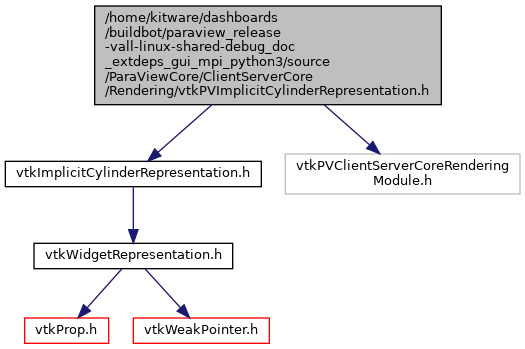 /home/kitware/dashboards
/buildbot/paraview_release
-vall-linux-shared-debug_doc
_extdeps_gui_mpi_python3/source
/ParaViewCore/ClientServerCore
/Rendering/vtkPVImplicitCylinderRepresentation.h
vtkImplicitCylinderRepresentation.h
vtkPVClientServerCoreRendering
Module.h
vtkWidgetRepresentation.h
vtkProp.h
vtkWeakPointer.h